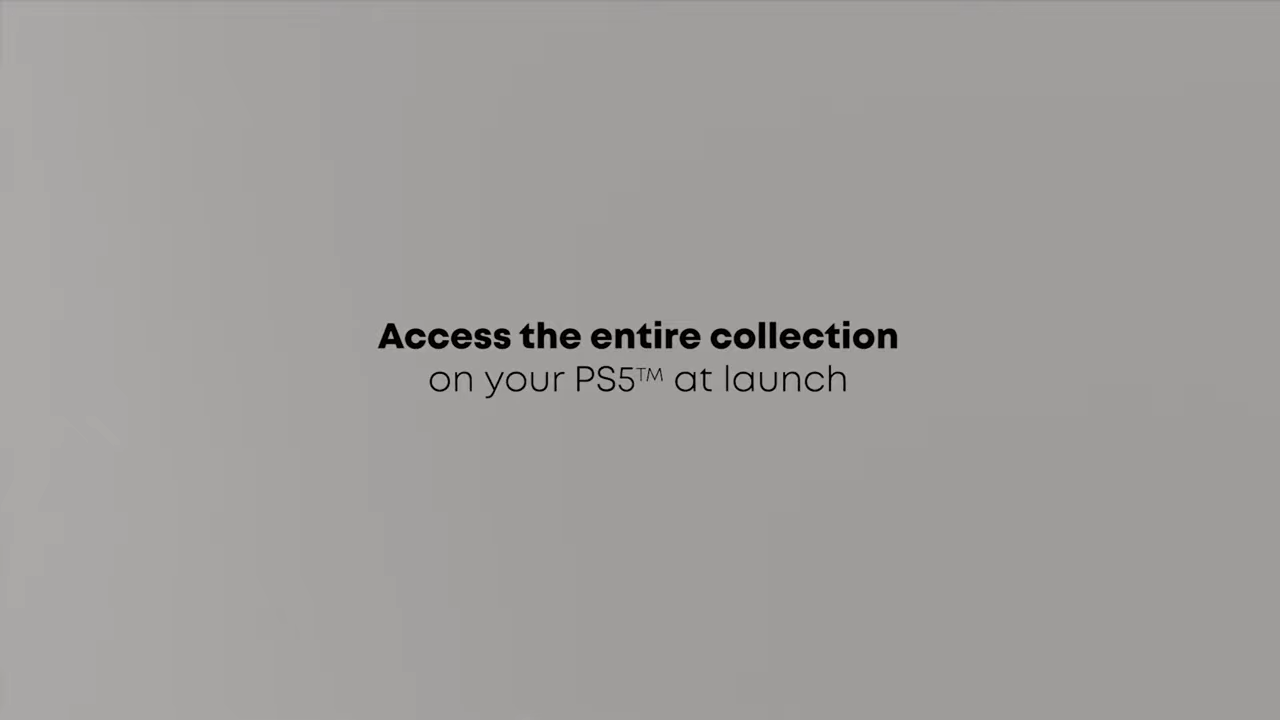 Access the entire collection
on your PS5™ at launch